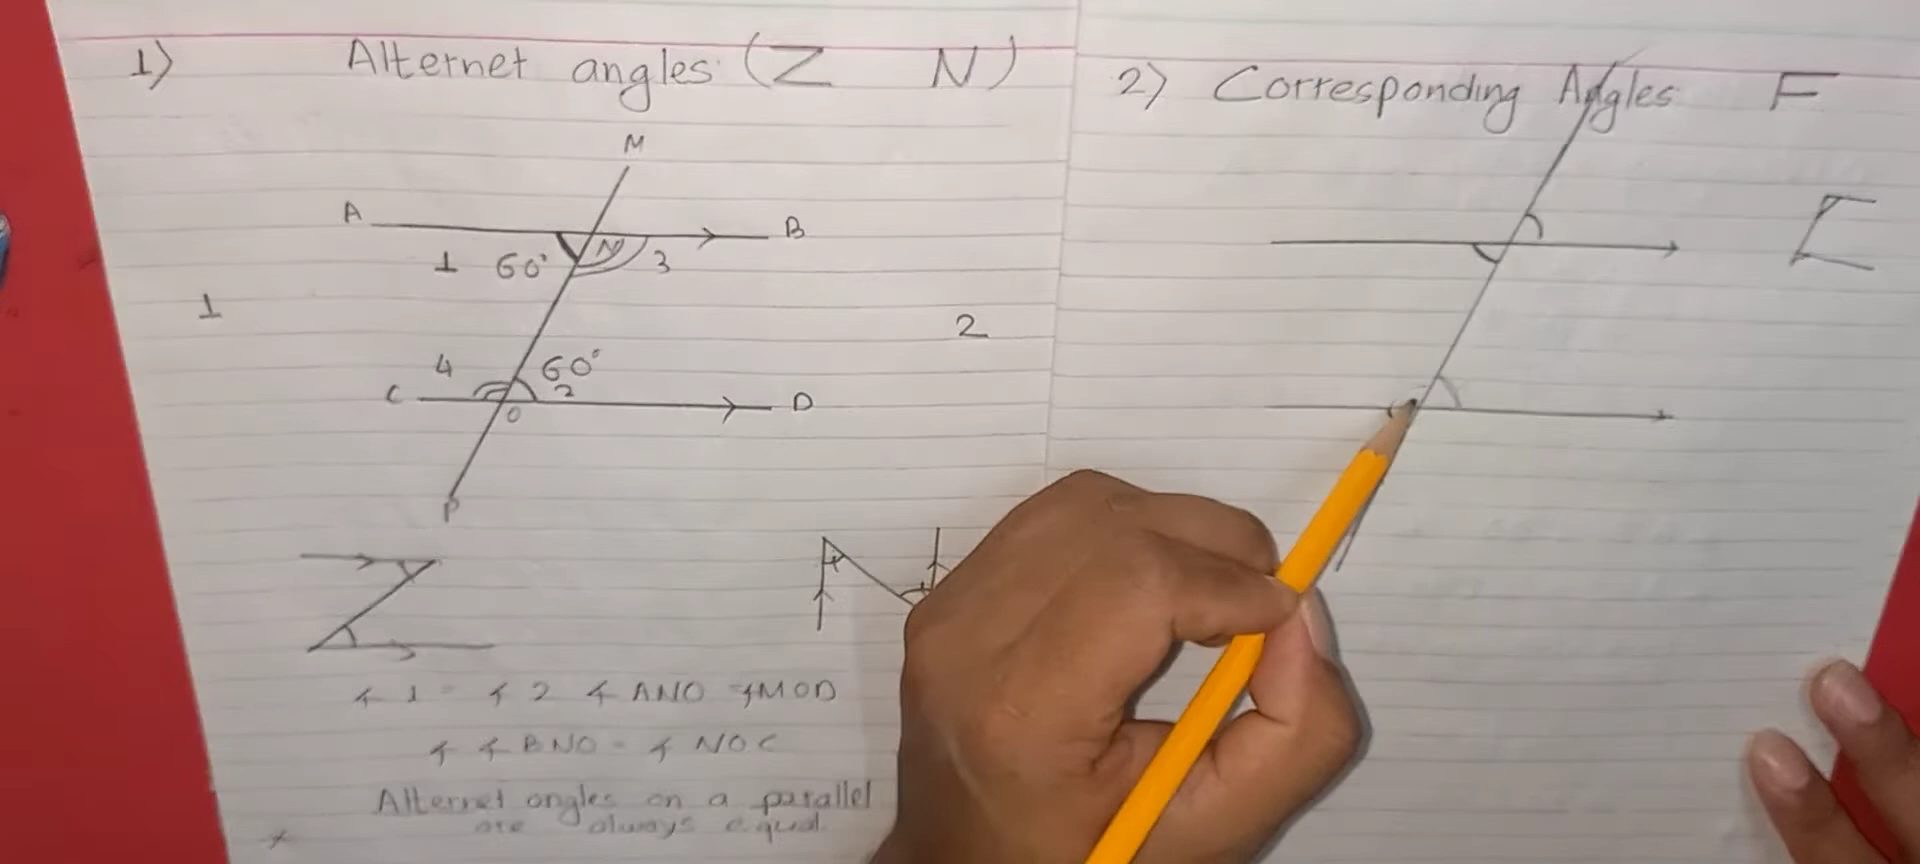 1) Alternet angles (Z N)
M
A B
1 60° N 3
1
4 60°
2
C D
O
P
∡ 1 = ∡ 2 ∡ ANO = ∡MOD
∡ ∡ BNO = ∡ NOC
Alternet angles on a parallel
are always equal
2) Corresponding Angles F
2